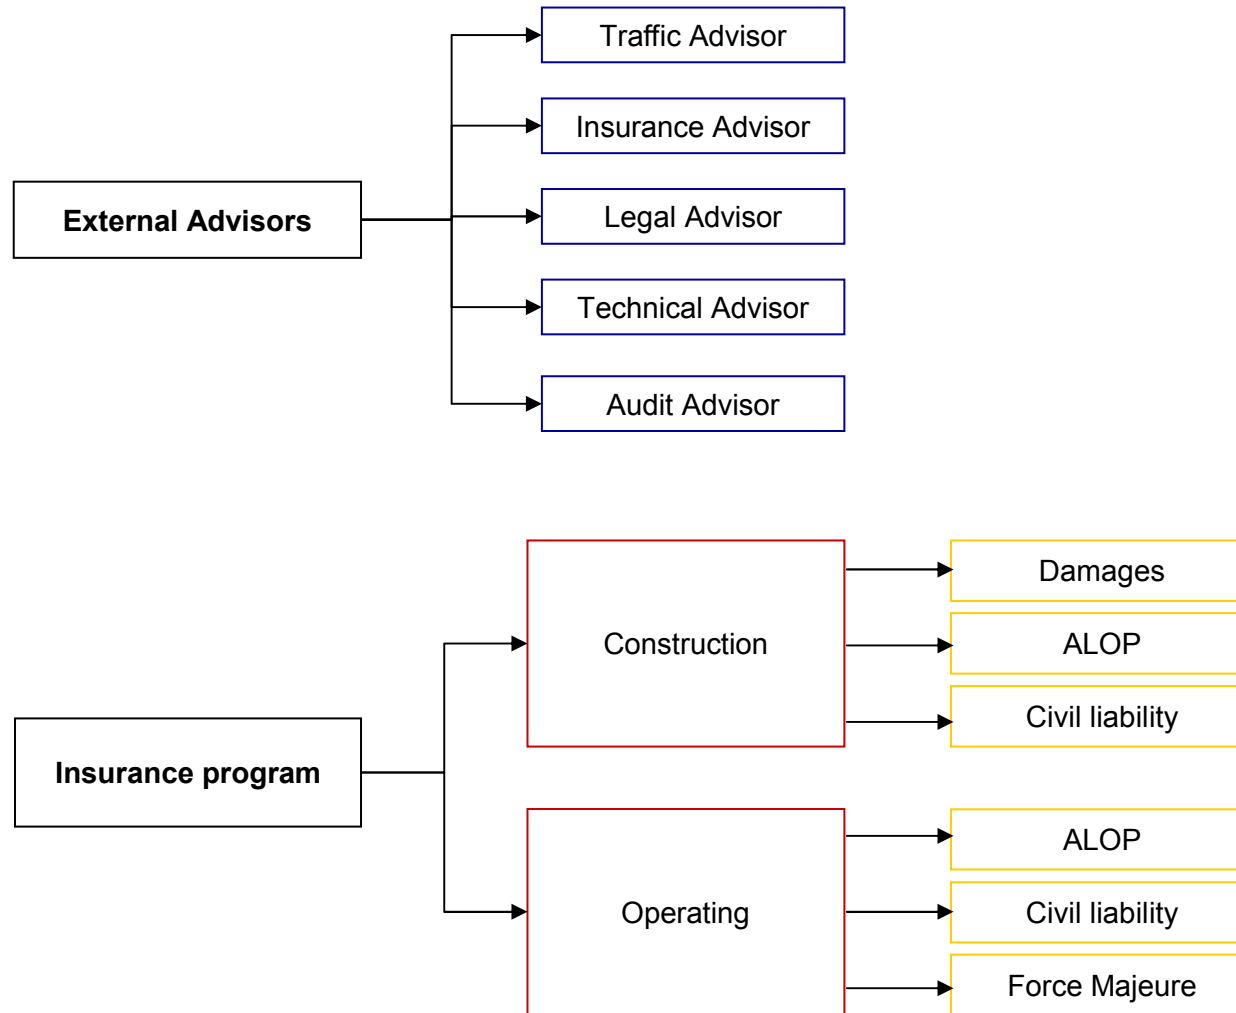 Traffic Advisor
Insurance Advisor
External Advisors
Legal Advisor
Technical Advisor
Audit Advisor
Damages
Construction
ALOP
Civil liability
Insurance program
ALOP
Operating
Civil liability
Force Majeure